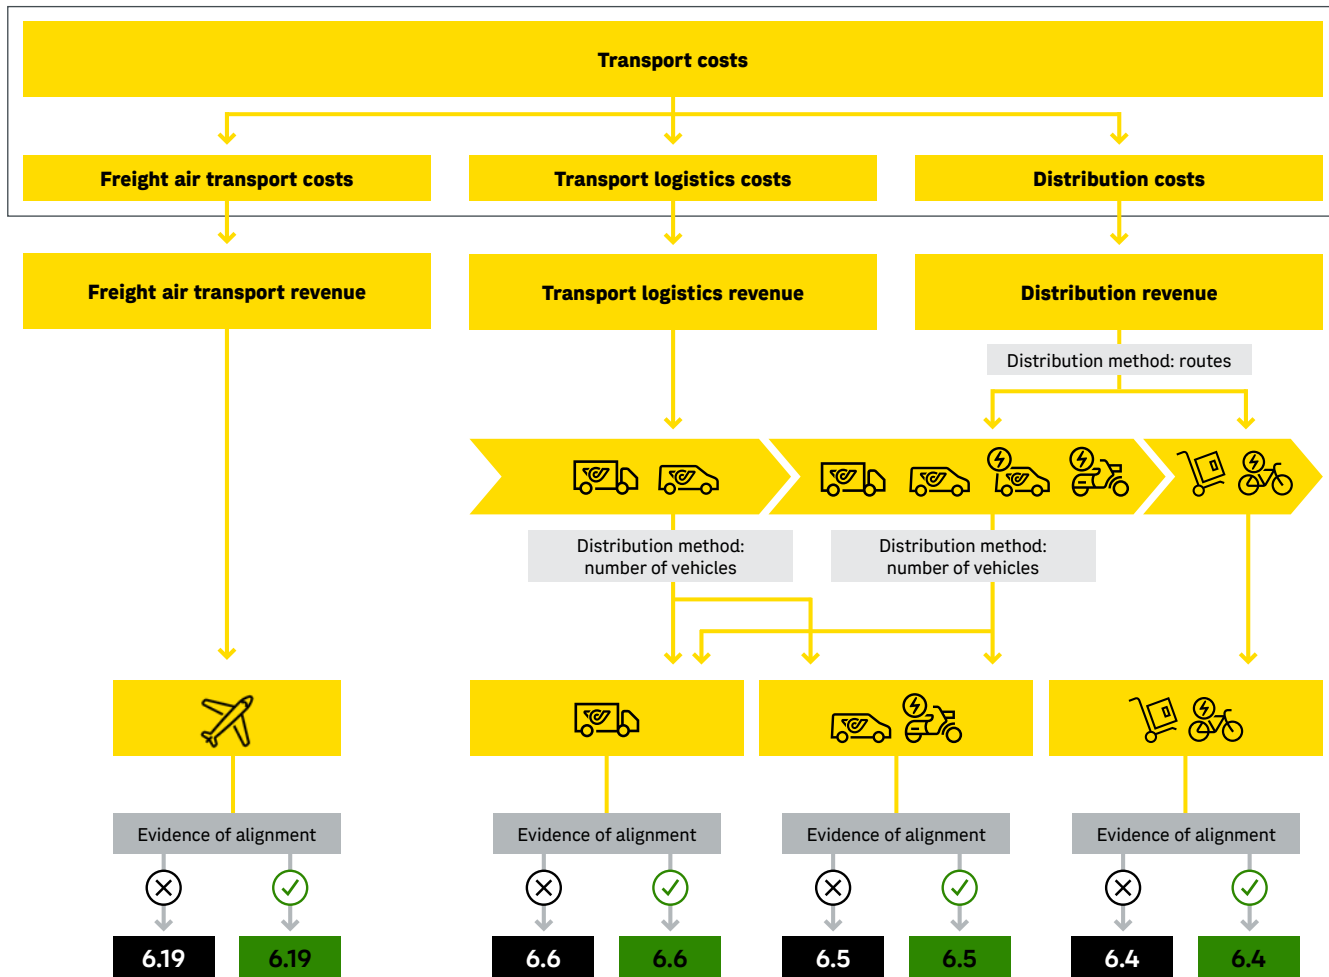 Transport costs
Freight air transport costs
Transport logistics costs
Distribution costs
Freight air transport revenue
Transport logistics revenue
Distribution revenue
Distribution method: routes
Distribution method:
number of vehicles
Distribution method:
number of vehicles
Evidence of alignment
Evidence of alignment
Evidence of alignment
Evidence of alignment
6.19
6.19
6.6
6.6
6.5
6.5
6.4
6.4